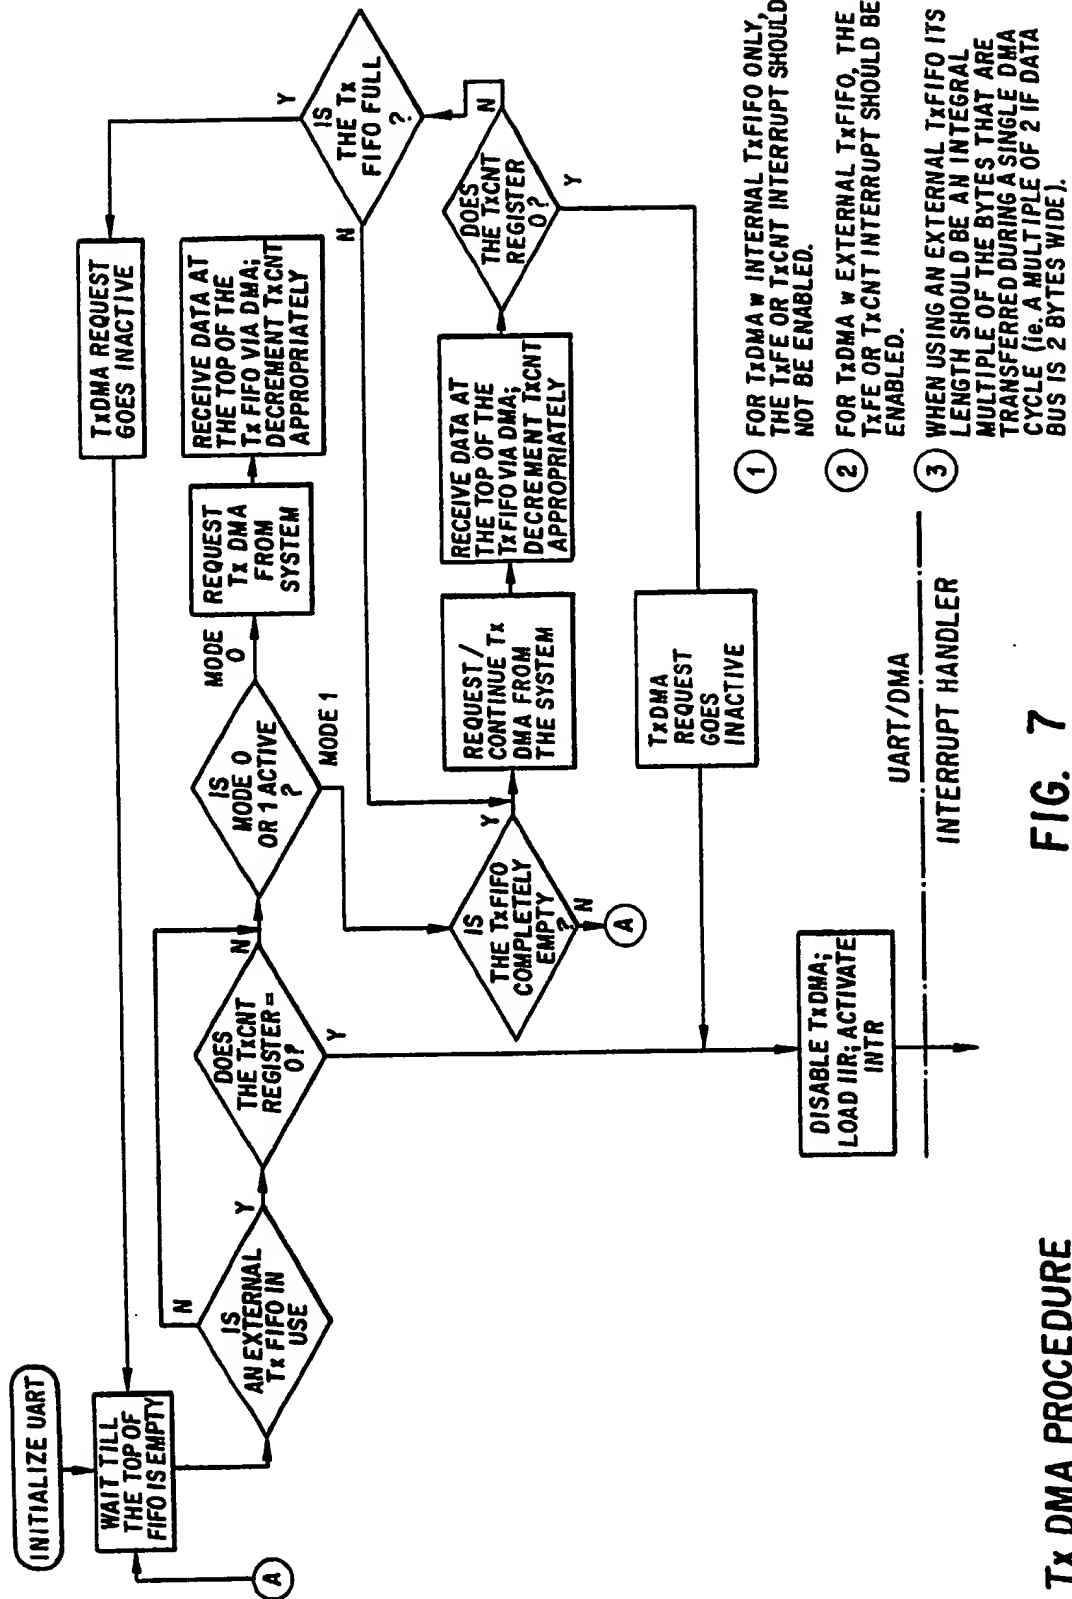 INITIALIZE UART
WAIT TILL
THE TOP OF
FIFO IS EMPTY
A
IS
AN EXTERNAL
Tx FIFO IN
USE
N
Y
DOES
THE TxCNT
REGISTER =
0?
N
Y
IS
MODE 0
OR 1 ACTIVE
?
MODE
0
MODE 1
REQUEST
Tx DMA
FROM
SYSTEM
RECEIVE DATA AT
THE TOP OF THE
Tx FIFO VIA DMA;
DECREMENT TxCNT
APPROPRIATELY
TxDMA REQUEST
GOES INACTIVE
IS
THE TxFIFO
COMPLETELY
EMPTY
?
Y
N
A
REQUEST/
CONTINUE Tx
DMA FROM
THE SYSTEM
RECEIVE DATA AT
THE TOP OF THE
TxFIFO VIA DMA;
DECREMENT TxCNT
APPROPRIATELY
DOES
THE TxCNT
REGISTER
0?
N
Y
IS
THE Tx
FIFO FULL
?
Y
N
TxDMA
REQUEST
GOES
INACTIVE
DISABLE TxDMA;
LOAD IIR; ACTIVATE
INTR
UART/DMA
INTERRUPT HANDLER
1 FOR TxDMA w INTERNAL TxFIFO ONLY,
THE TxFE OR TxCNT INTERRUPT SHOULD
NOT BE ENABLED.
2 FOR TxDMA w EXTERNAL TxFIFO, THE
TxFE OR TxCNT INTERRUPT SHOULD BE
ENABLED.
3 WHEN USING AN EXTERNAL TxFIFO ITS
LENGTH SHOULD BE AN INTEGRAL
MULTIPLE OF THE BYTES THAT ARE
TRANSFERRED DURING A SINGLE DMA
CYCLE (ie. A MULTIPLE OF 2 IF DATA
BUS IS 2 BYTES WIDE).
Tx DMA PROCEDURE
FIG. 7